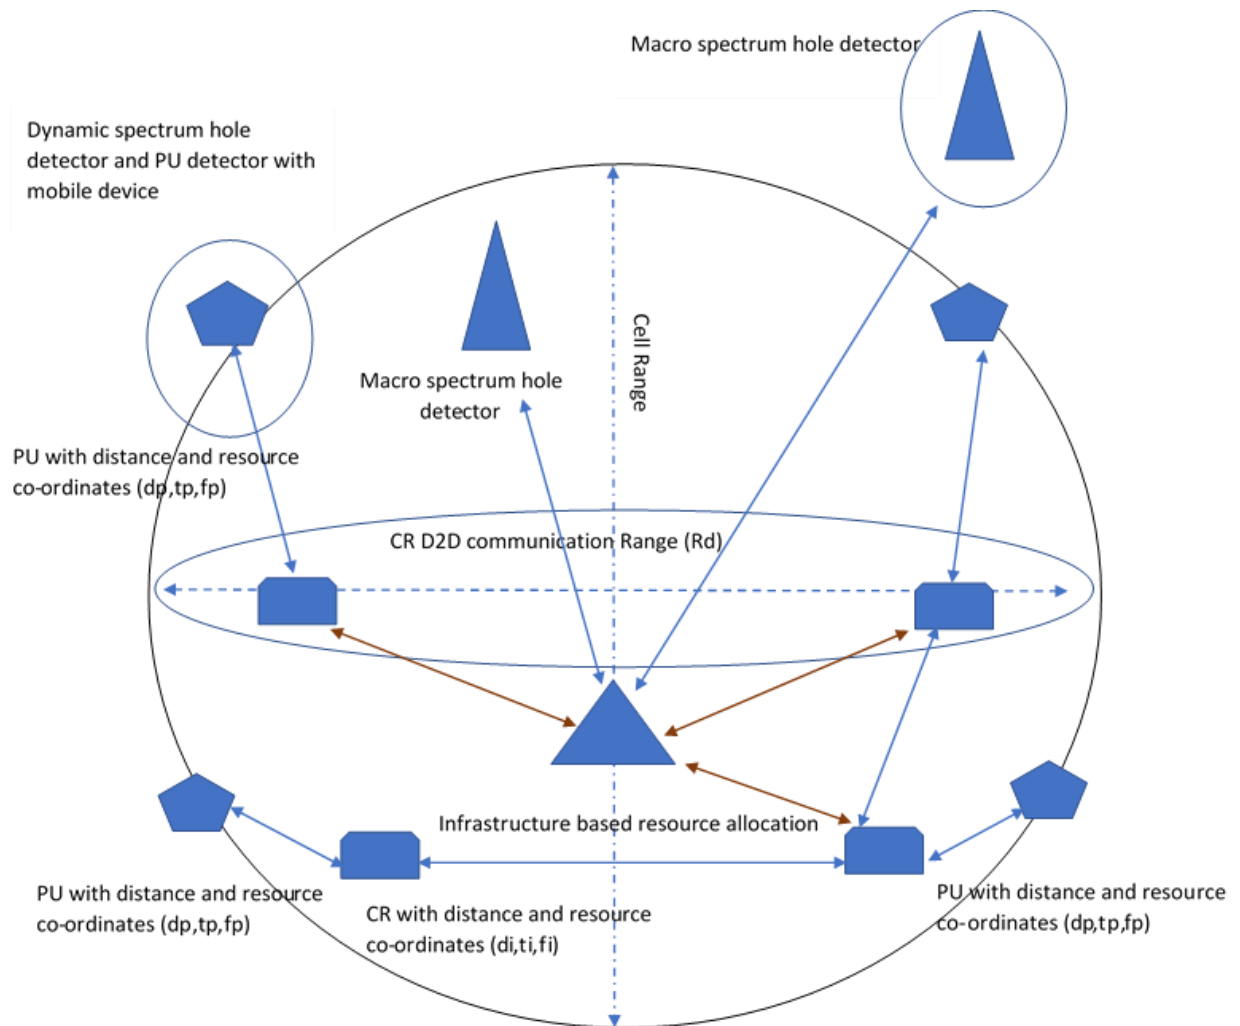 Macro spectrum hole detector
Dynamic spectrum hole
detector and PU detector with
mobile device
Cell Range
Macro spectrum hole
detector
PU with distance and resource
co-ordinates (dp,tp,fp)
CR D2D communication Range (Rd)
Infrastructure based resource allocation
PU with distance and resource
co-ordinates (dp,tp,fp)
CR with distance and resource
co-ordinates (di,ti,fi)
PU with distance and resource
co-ordinates (dp,tp,fp)